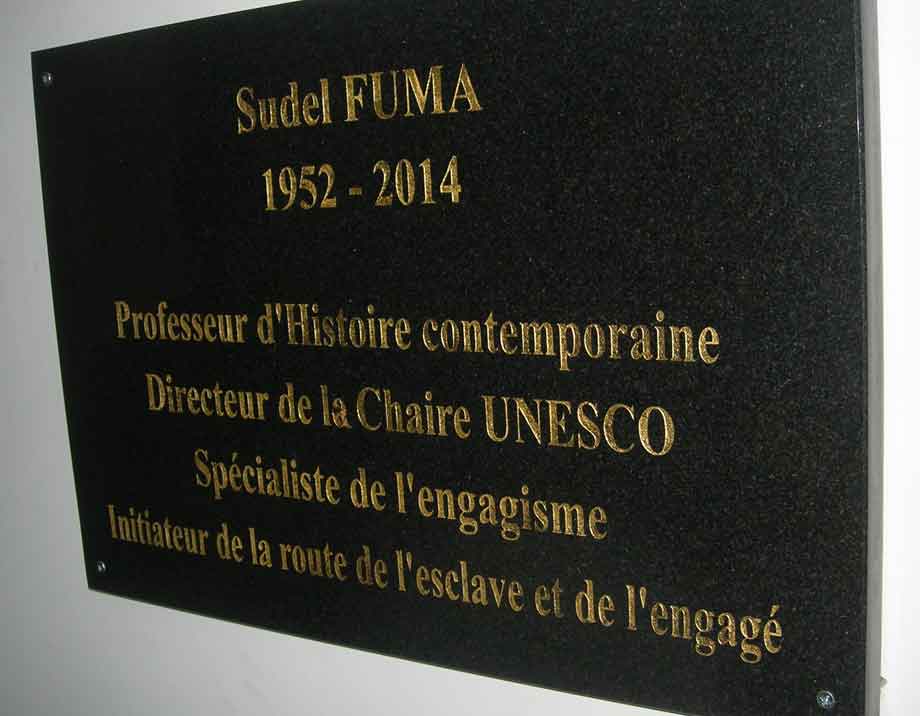 Sudel FUMA
1952 - 2014
Professeur d'Histoire contemporaine
Directeur de la Chaire UNESCO
Spécialiste de l'engagisme
Initiateur de la route de l'esclave et de l'engagé